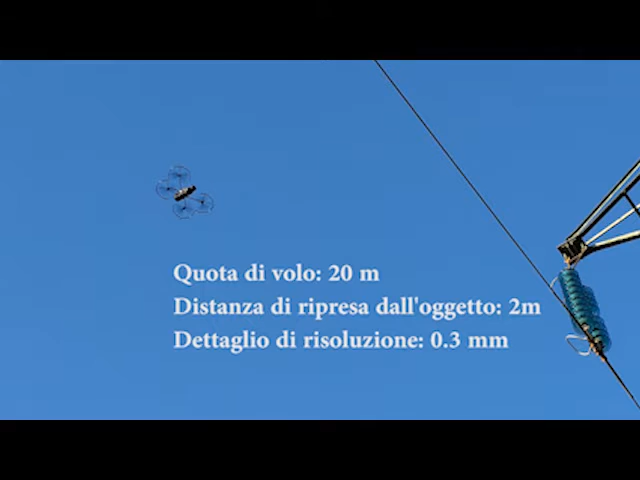 Quota di volo: 20 m
Distanza di ripresa dall'oggetto: 2m
Dettaglio di risoluzione: 0.3 mm